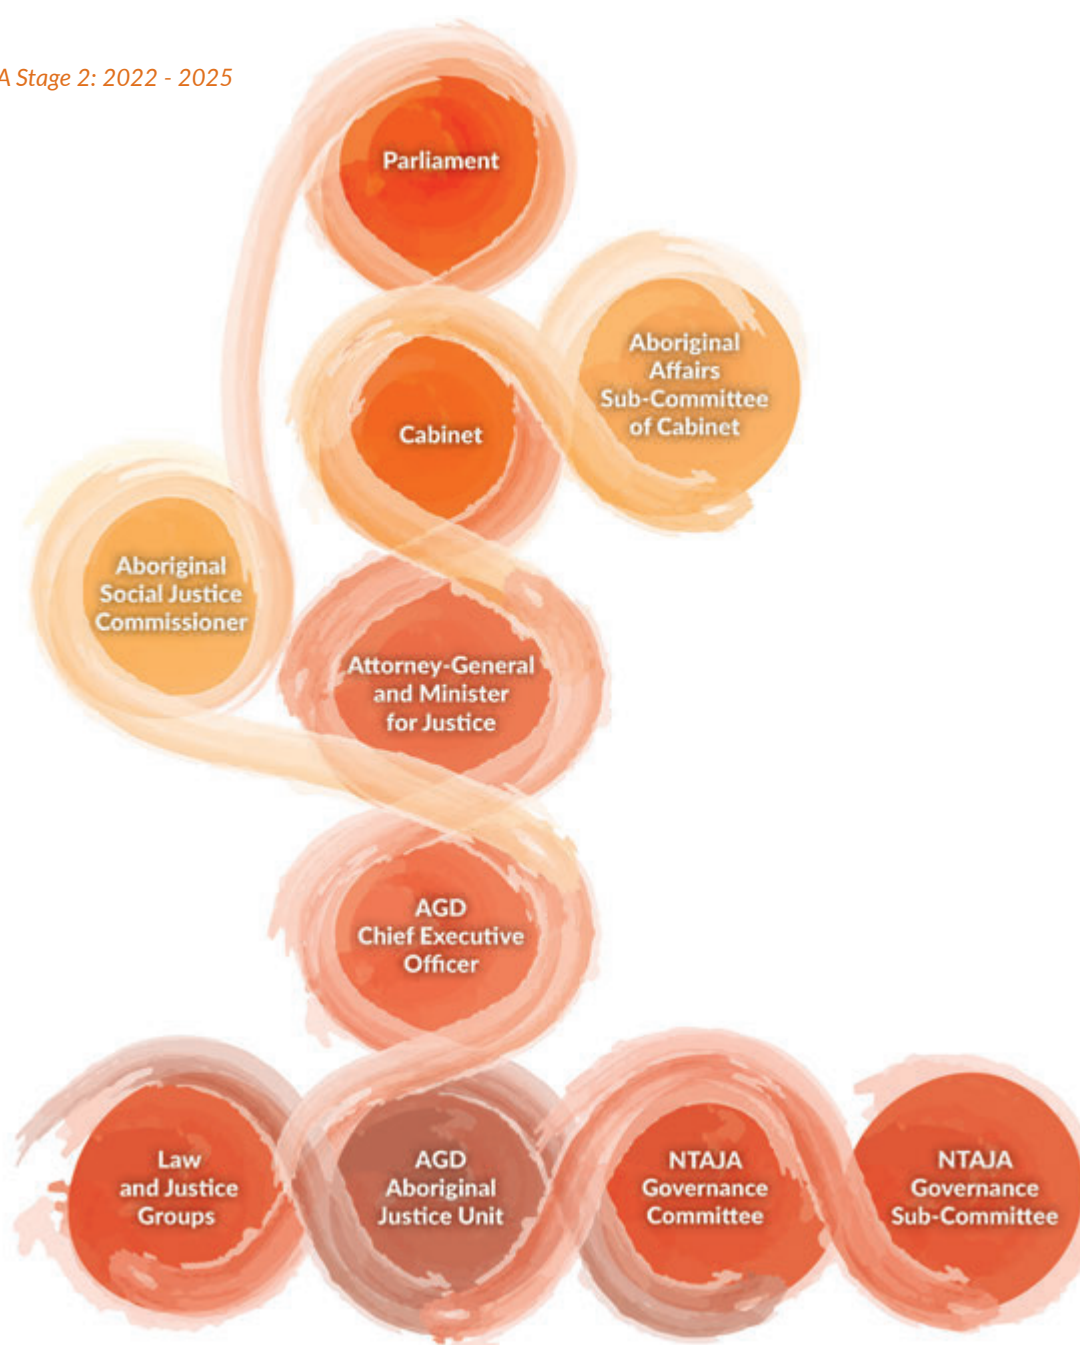 A Stage 2: 2022 - 2025
Parliament
Aboriginal
Affairs
Sub-Committee
of Cabinet
Cabinet
Aboriginal
Social Justice
Commissioner
Attorney-General
and Minister
for Justice
AGD
Chief Executive
Officer
Law
and Justice
Groups
AGD
Aboriginal
Justice Unit
NTAJA
Governance
Committee
NTAJA
Governance
Sub-Committee